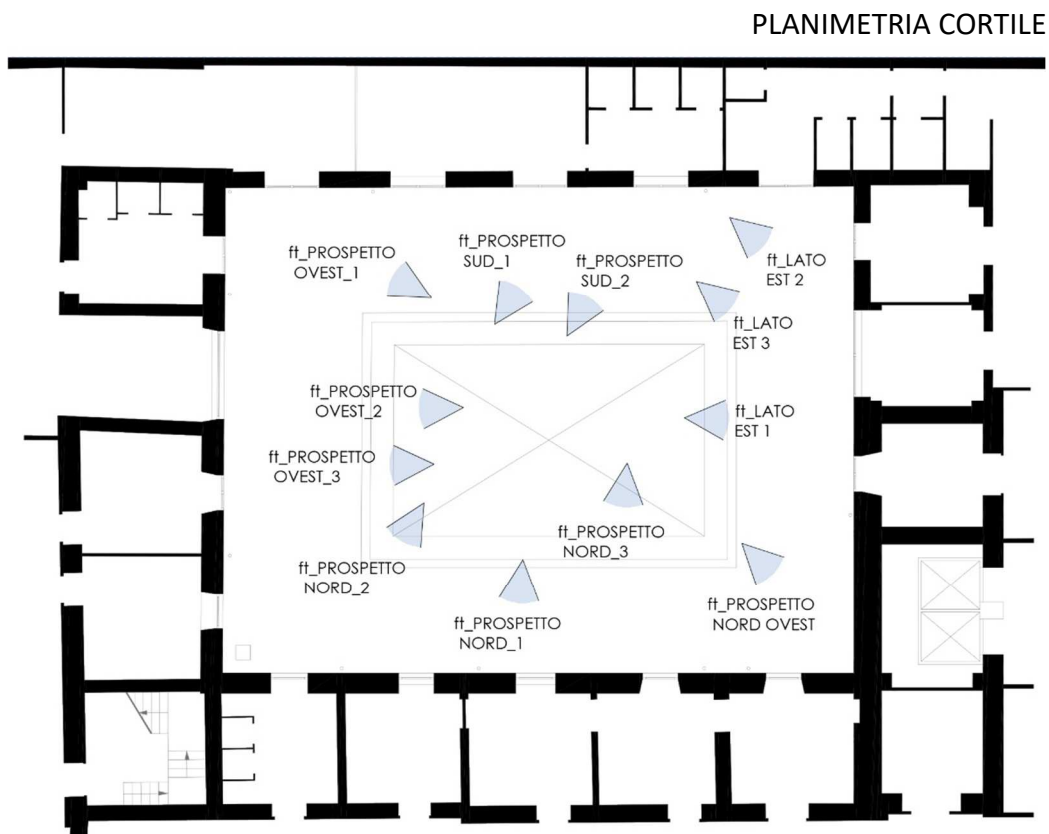 PLANIMETRIA CORTILE
ft_PROSPETTO
OVEST_1
ft_PROSPETTO
SUD_1
ft_PROSPETTO
SUD_2
ft_LATO
EST 2
ft_LATO
EST 3
ft_PROSPETTO
OVEST_2
ft_LATO
EST 1
ft_PROSPETTO
OVEST_3
ft_PROSPETTO
NORD_3
ft_PROSPETTO
NORD_2
ft_PROSPETTO
NORD_1
ft_PROSPETTO
NORD OVEST